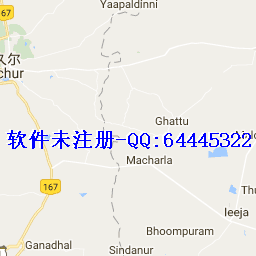 Yaapaldinni
167
久尔
chur
Ghattu
软件未注册-QQ:64445322
Macharla
167
Thu
leeja
Bhoompuram
Ganadhal
Sindanur